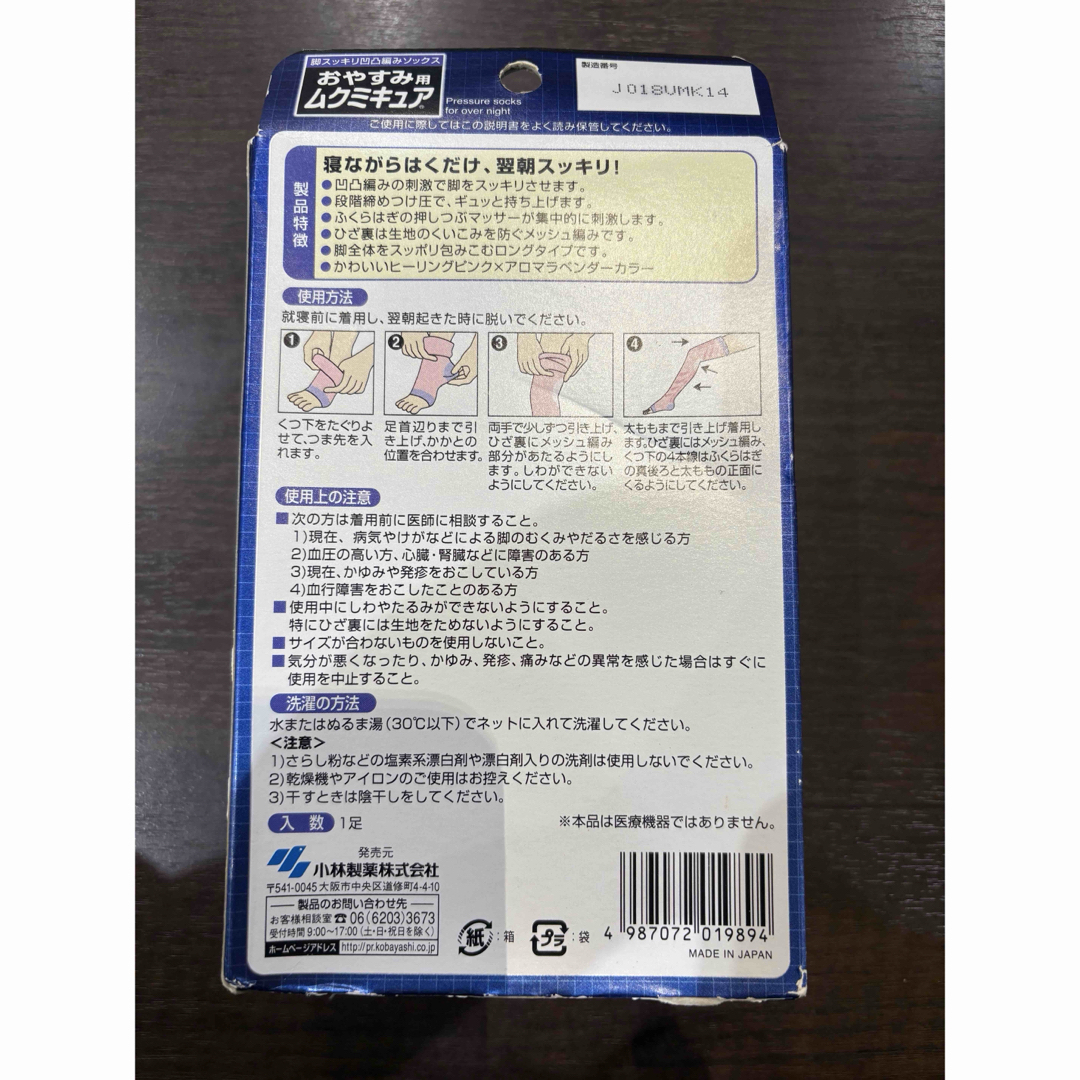 脚スッキリ凹凸編みソックス
おやすみ用
ムクミキュア®
Pressure socks
for over night
製造番号
J018VMK14
ご使用に際してはこの説明書をよく読み保管してください。
製品特徴
寝ながらはくだけ、翌朝スッキリ!
●凹凸編みの刺激で脚をスッキリさせます。
●段階締めつけ圧で、ギュッと持ち上げます。
●ふくらはぎの押しつぶマッサーが集中的に刺激します。
●ひざ裏は生地のくいこみを防ぐメッシュ編みです。
●脚全体をスッポリ包みこむロングタイプです。
●かわいいヒーリングピンク×アロマラベンダーカラー
使用方法
就寝前に着用し、翌朝起きた時に脱いでください。
1
くつ下をたぐりよ
せて、つま先を入
れます。
2
足首辺りまで引
き上げ、かかとの
位置を合わせます。
3
両手で少しずつ引き上げ、
ひざ裏にメッシュ編み
部分があたるようにし
ます。しわができない
ようにしてください。
4
太ももまで引き上げ着用し
ます。ひざ裏にはメッシュ編み、
くつ下の4本線はふくらはぎ
の真後ろと太ももの正面に
くるようにしてください。
使用上の注意
■次の方は着用前に医師に相談すること。
1)現在、病気やけがなどによる脚のむくみやだるさを感じる方
2)血圧の高い方、心臓・腎臓などに障害のある方
3)現在、かゆみや発疹をおこしている方
4)血行障害をおこしたことのある方
■使用中にしわやたるみができないようにすること。
特にひざ裏には生地をためないようにすること。
■サイズが合わないものを使用しないこと。
■気分が悪くなったり、かゆみ、発疹、痛みなどの異常を感じた場合はすぐに
使用を中止すること。
洗濯の方法
水またはぬるま湯(30℃以下)でネットに入れて洗濯してください。
<注意>
1)さらし粉などの塩素系漂白剤や漂白剤入りの洗剤は使用しないでください。
2)乾燥機やアイロンのご使用はお控えください。
3)干すときは陰干しをしてください。
入 数 1足
※本品は医療機器ではありません。
発売元
小林製薬株式会社
〒541-0045 大阪市中央区道修町4-4-10
製品のお問い合わせ先
お客様相談室☎06(6203)3673
受付時間 9:00~17:00(土・日・祝日を除く)
ホームページアドレス http://pr.kobayashi.co.jp
紙:箱
プラ:袋
4 987072 019894
MADE IN JAPAN